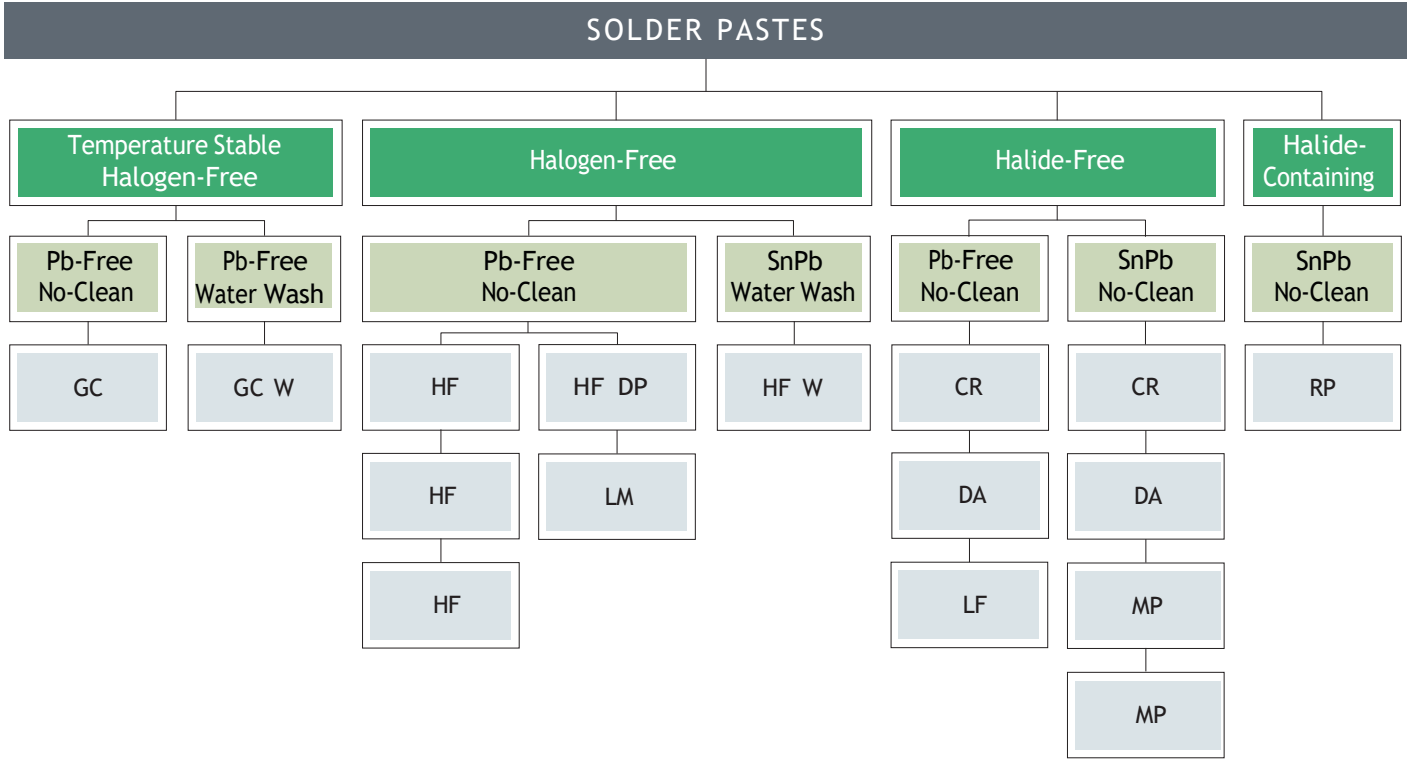 SOLDER PASTES
Temperature Stable
Halogen-Free
Halogen-Free
Halide-Free
Halide-
Containing
Pb-Free
No-Clean
Pb-Free
Water Wash
Pb-Free
No-Clean
SnPb
Water Wash
Pb-Free
No-Clean
SnPb
No-Clean
SnPb
No-Clean
GC
GC W
HF
HF DP
HF W
CR
CR
RP
HF
LM
DA
DA
HF
LF
MP
MP